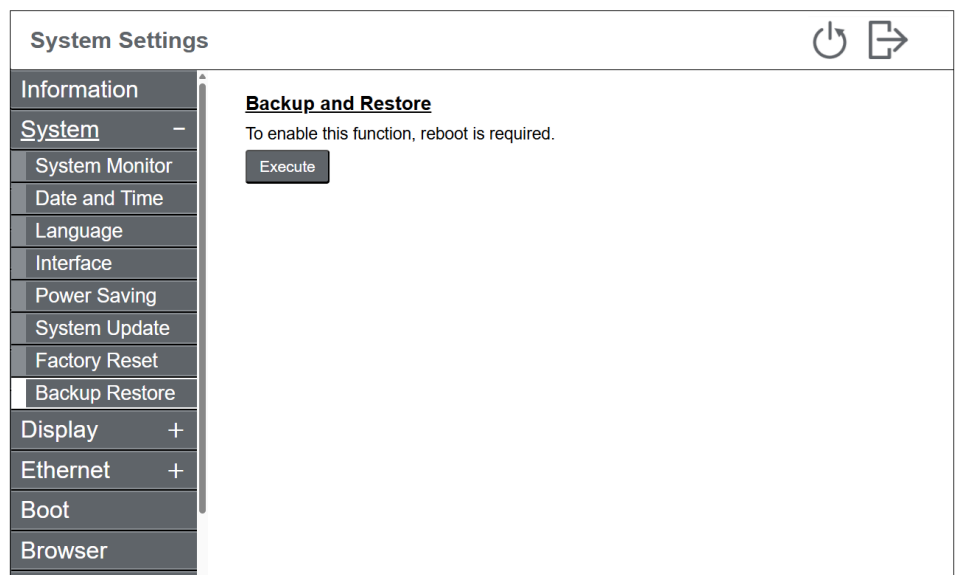 System Settings
Information
System −
System Monitor
Date and Time
Language
Interface
Power Saving
System Update
Factory Reset
Backup Restore
Display +
Ethernet +
Boot
Browser
Backup and Restore
To enable this function, reboot is required.
Execute